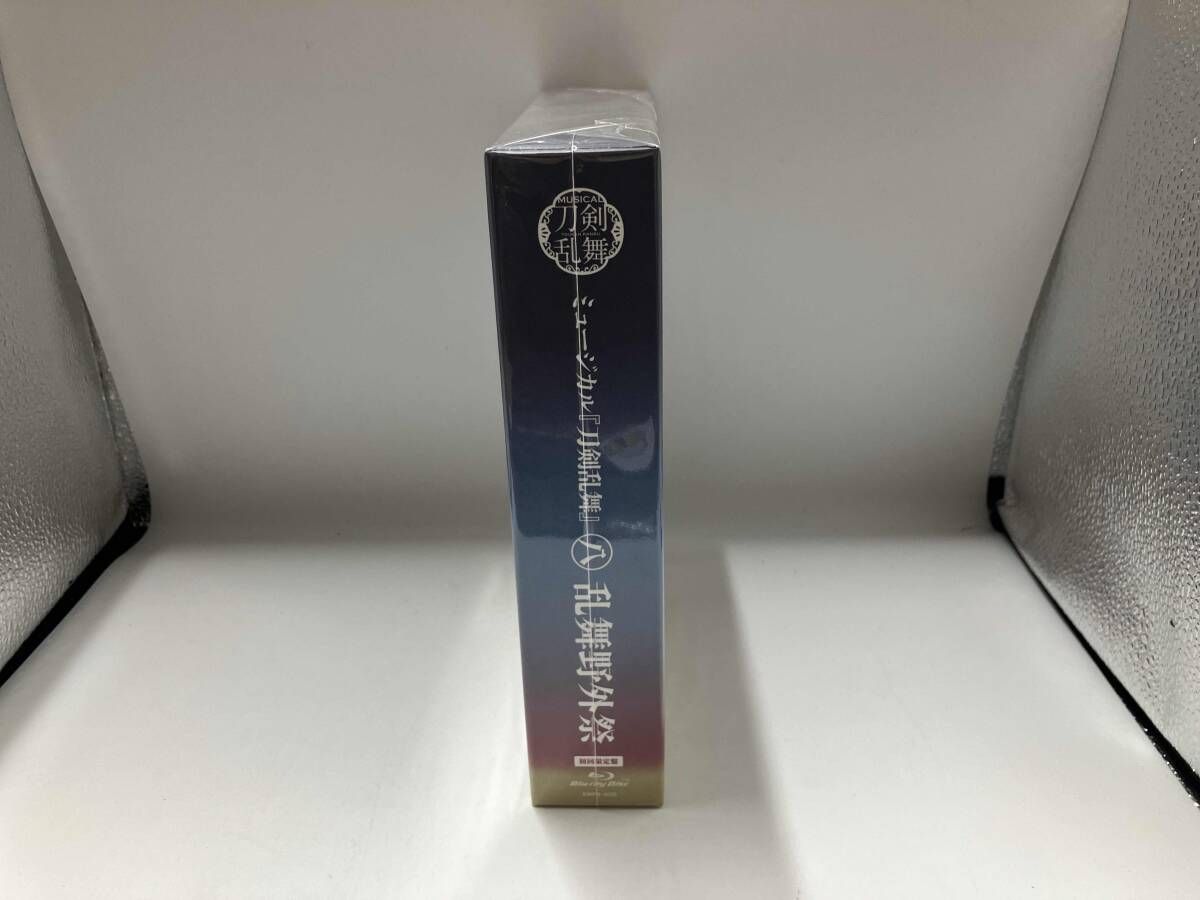 MUSICAL
刀剣
乱舞
ミュージカル『刀剣乱舞』 ㊇ 乱舞野外祭
初回限定盤
Blu-ray Disc